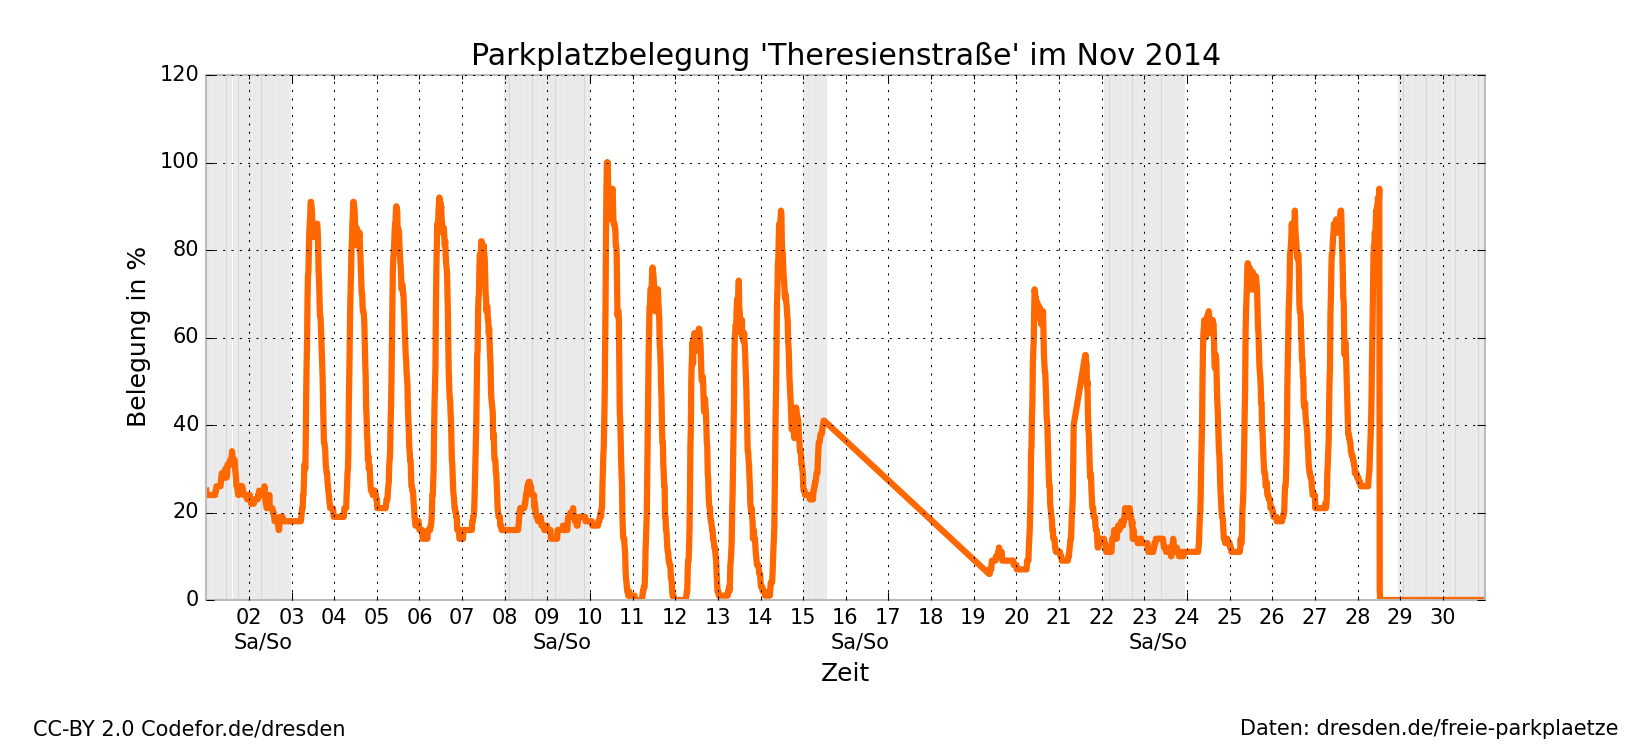 Parkplatzbelegung 'Theresienstraße' im Nov 2014
120
100
80
60
40
20
0
Belegung in %
02 03 04 05 06 07 08 09 10 11 12 13 14 15 16 17 18 19 20 21 22 23 24 25 26 27 28 29 30
Sa/So Sa/So Sa/So Sa/So
Zeit
CC-BY 2.0 Codefor.de/dresden
Daten: dresden.de/freie-parkplaetze